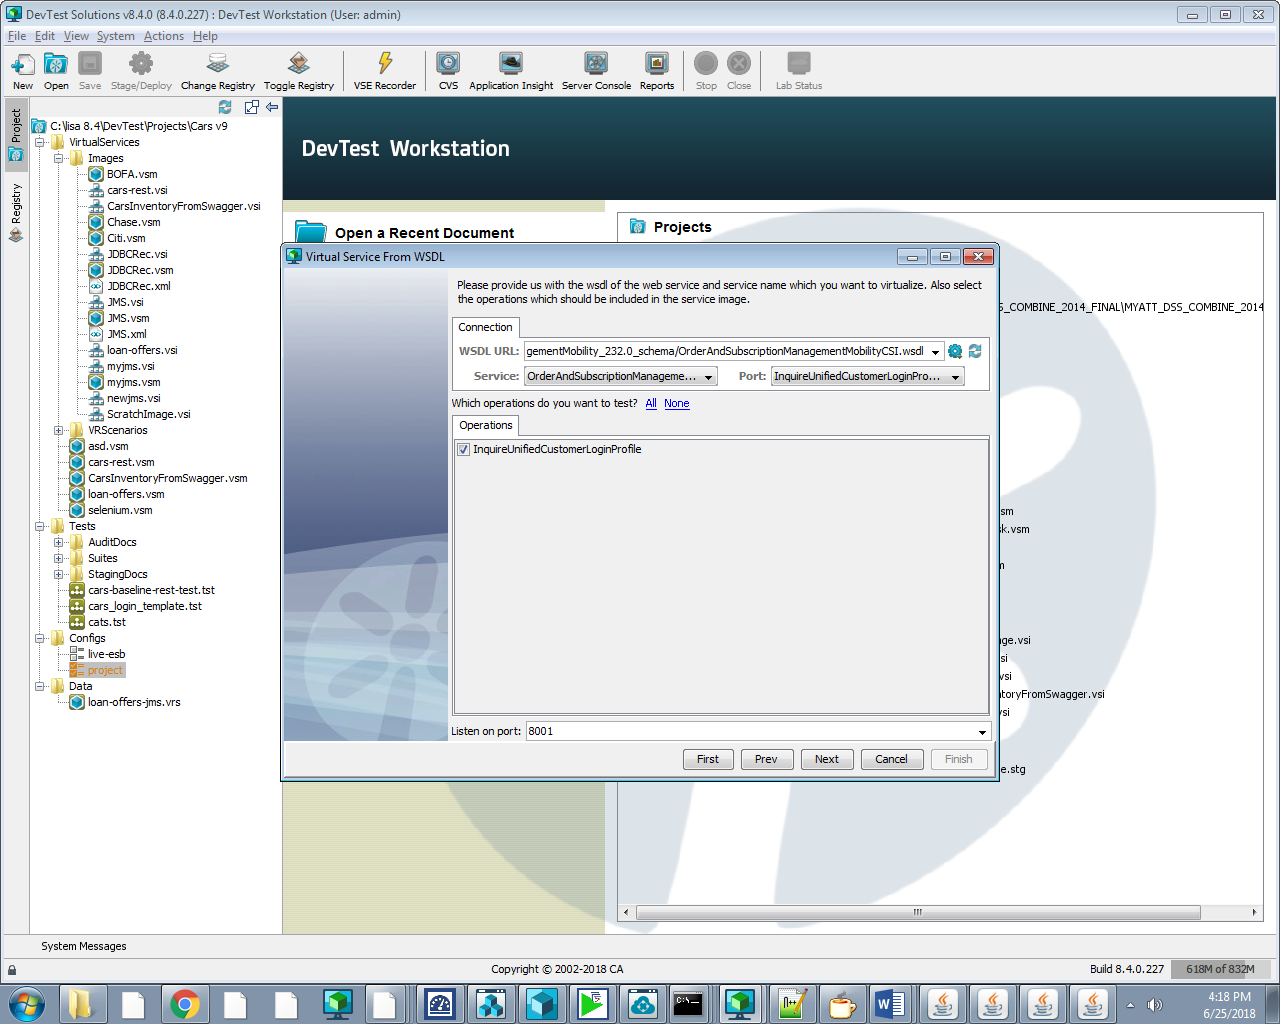 DevTest Solutions v8.4.0 (8.4.0.227) : DevTest Workstation (User: admin)
File Edit View System Actions Help
New Open Save Stage/Deploy Change Registry Toggle Registry VSE Recorder CVS Application Insight Server Console Reports Stop Close Lab Status
Project
Registry
C:\lisa 8.4\DevTest\Projects\Cars v9
VirtualServices
Images
BOFA.vsm
cars-rest.vsi
CarsInventoryFromSwagger.vsi
Chase.vsm
Citi.vsm
JDBCRec.vsi
JDBCRec.vsm
JDBCRec.xml
JMS.vsi
JMS.vsm
JMS.xml
loan-offers.vsi
myjms.vsi
myjms.vsm
newjms.vsi
ScratchImage.vsi
VRScenarios
asd.vsm
cars-rest.vsm
CarsInventoryFromSwagger.vsm
loan-offers.vsm
selenium.vsm
Tests
AuditDocs
Suites
StagingDocs
cars-baseline-rest-test.tst
cars_login_template.tst
cats.tst
Configs
live-esb
project
Data
loan-offers-jms.vrs
DevTest Workstation
Open a Recent Document
Projects
S_COMBINE_2014_FINAL\MYATT_DSS_COMBINE_2014
sm
sk.vsm
m
ge.vsi
si
vsi
toryFromSwagger.vsi
vsi
e.stg
Virtual Service From WSDL
Please provide us with the wsdl of the web service and service name which you want to virtualize. Also select
the operations which should be included in the service image.
Connection
WSDL URL: gementMobility_232.0_schema/OrderAndSubscriptionManagementMobilityCSI.wsdl
Service: OrderAndSubscriptionManageme... Port: InquireUnifiedCustomerLoginPro...
Which operations do you want to test? All None
Operations
InquireUnifiedCustomerLoginProfile
Listen on port: 8001
First Prev Next Cancel Finish
System Messages
Copyright © 2002-2018 CA
Build 8.4.0.227 618M of 832M
4:18 PM
6/25/2018